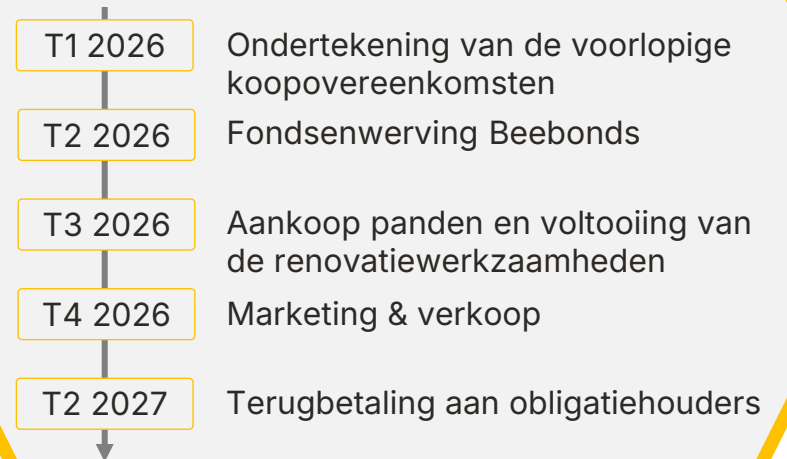 T1 2026
Ondertekening van de voorlopige
koopovereenkomsten
T2 2026
Fondsenwerving Beebonds
T3 2026
Aankoop panden en voltooiing van
de renovatiewerkzaamheden
T4 2026
Marketing & verkoop
T2 2027
Terugbetaling aan obligatiehouders